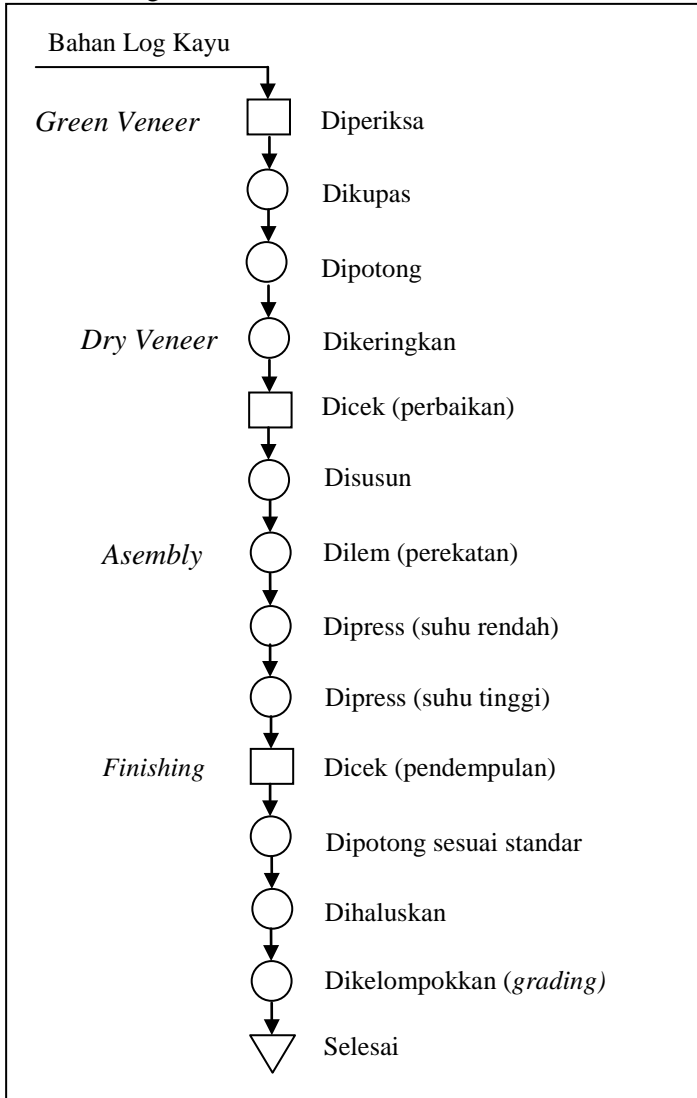 Bahan Log Kayu
Green Veneer Diperiksa
Dikupas
Dipotong
Dry Veneer Dikeringkan
Dicek (perbaikan)
Disusun
Asembly Dilem (perekatan)
Dipress (suhu rendah)
Dipress (suhu tinggi)
Finishing Dicek (pendempulan)
Dipotong sesuai standar
Dihaluskan
Dikelompokkan (grading)
Selesai